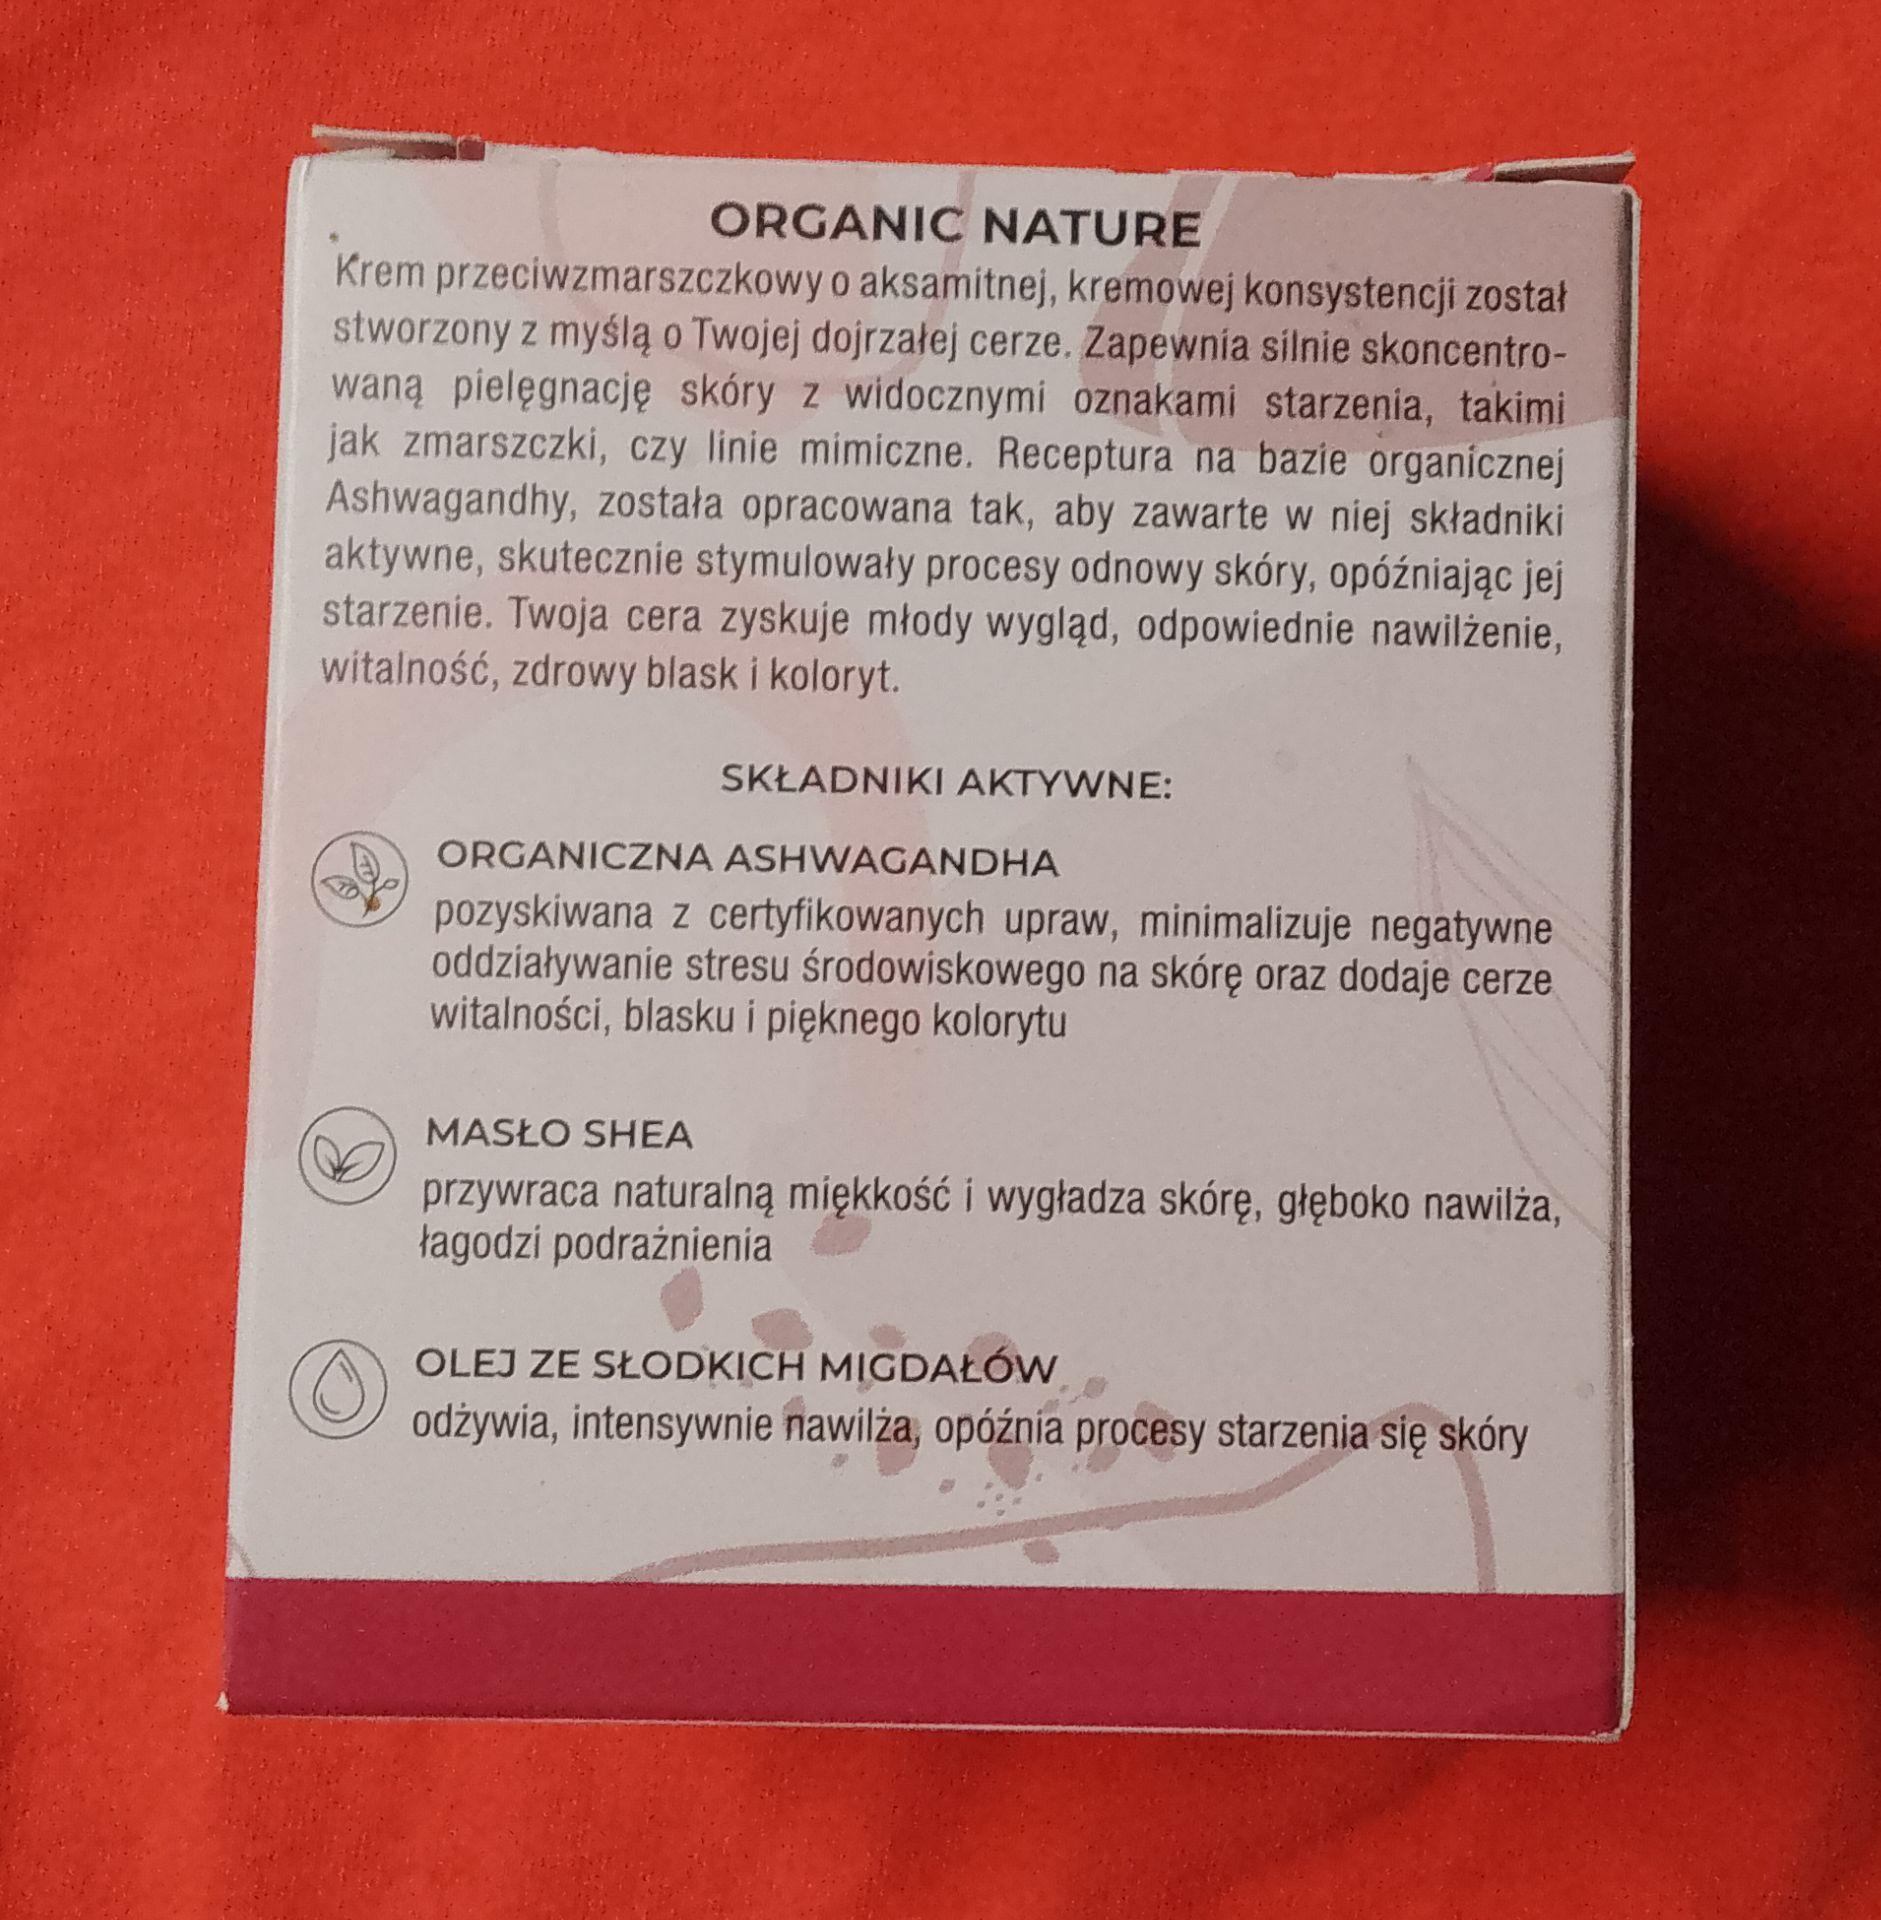 ORGANIC NATURE
Krem przeciwzmarszczkowy o aksamitnej, kremowej konsystencji został
stworzony z myślą o Twojej dojrzałej cerze. Zapewnia silnie skoncentro-
waną pielęgnację skóry z widocznymi oznakami starzenia, takimi
jak zmarszczki, czy linie mimiczne. Receptura na bazie organicznej
Ashwagandhy, została opracowana tak, aby zawarte w niej składniki
aktywne, skutecznie stymulowały procesy odnowy skóry, opóźniając jej
starzenie. Twoja cera zyskuje młody wygląd, odpowiednie nawilżenie,
witalność, zdrowy blask i koloryt.
SKŁADNIKI AKTYWNE:
ORGANICZNA ASHWAGANDHA
pozyskiwana z certyfikowanych upraw, minimalizuje negatywne
oddziaływanie stresu środowiskowego na skórę oraz dodaje cerze
witalności, blasku i pięknego kolorytu
MASŁO SHEA
przywraca naturalną miękkość i wygładza skórę, głęboko nawilża,
łagodzi podrażnienia
OLEJ ZE SŁODKICH MIGDAŁÓW
odżywia, intensywnie nawilża, opóźnia procesy starzenia się skóry